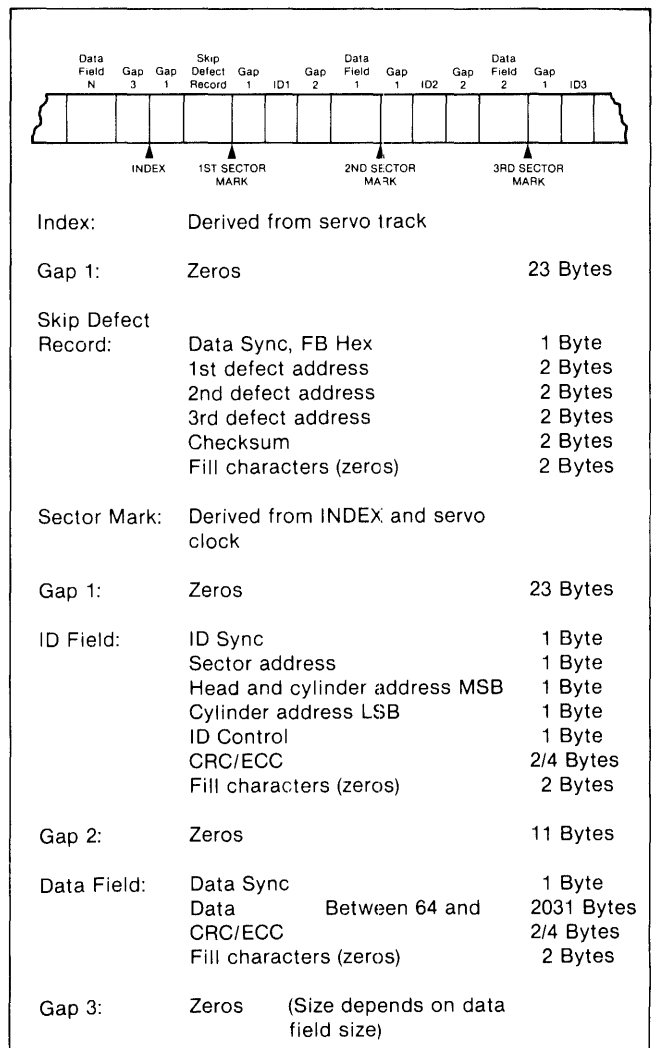 Data Skip Data Data
Field Gap Gap Defect Gap Gap Field Gap Gap Field Gap
N 3 1 Record 1 ID1 2 1 1 ID2 2 2 1 ID3
INDEX 1ST SECTOR 2ND SECTOR 3RD SECTOR
MARK MARK MARK
Index: Derived from servo track
Gap 1: Zeros 23 Bytes
Skip Defect
Record: Data Sync, FB Hex 1 Byte
1st defect address 2 Bytes
2nd defect address 2 Bytes
3rd defect address 2 Bytes
Checksum 2 Bytes
Fill characters (zeros) 2 Bytes
Sector Mark: Derived from INDEX and servo
clock
Gap 1: Zeros 23 Bytes
ID Field: ID Sync 1 Byte
Sector address 1 Byte
Head and cylinder address MSB 1 Byte
Cylinder address LSB 1 Byte
ID Control 1 Byte
CRC/ECC 2/4 Bytes
Fill characters (zeros) 2 Bytes
Gap 2: Zeros 11 Bytes
Data Field: Data Sync 1 Byte
Data Between 64 and 2031 Bytes
CRC/ECC 2/4 Bytes
Fill characters (zeros) 2 Bytes
Gap 3: Zeros (Size depends on data
field size)